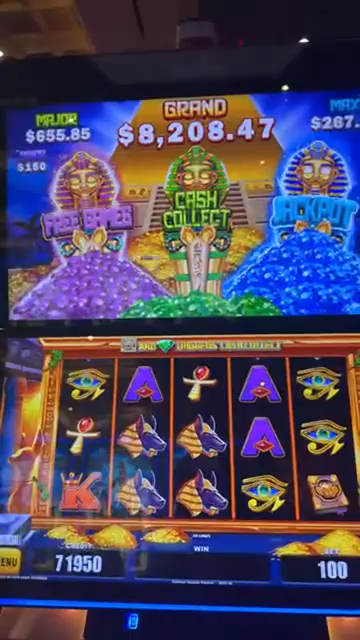 MAJOR
$655.85
GRAND
$8,208.47
$267.
$150
FREE GAMES
CASH
COLLECT
JACKPOT
AND
A
A
A
K
MENU
CREDIT
71950
WIN
BET
100